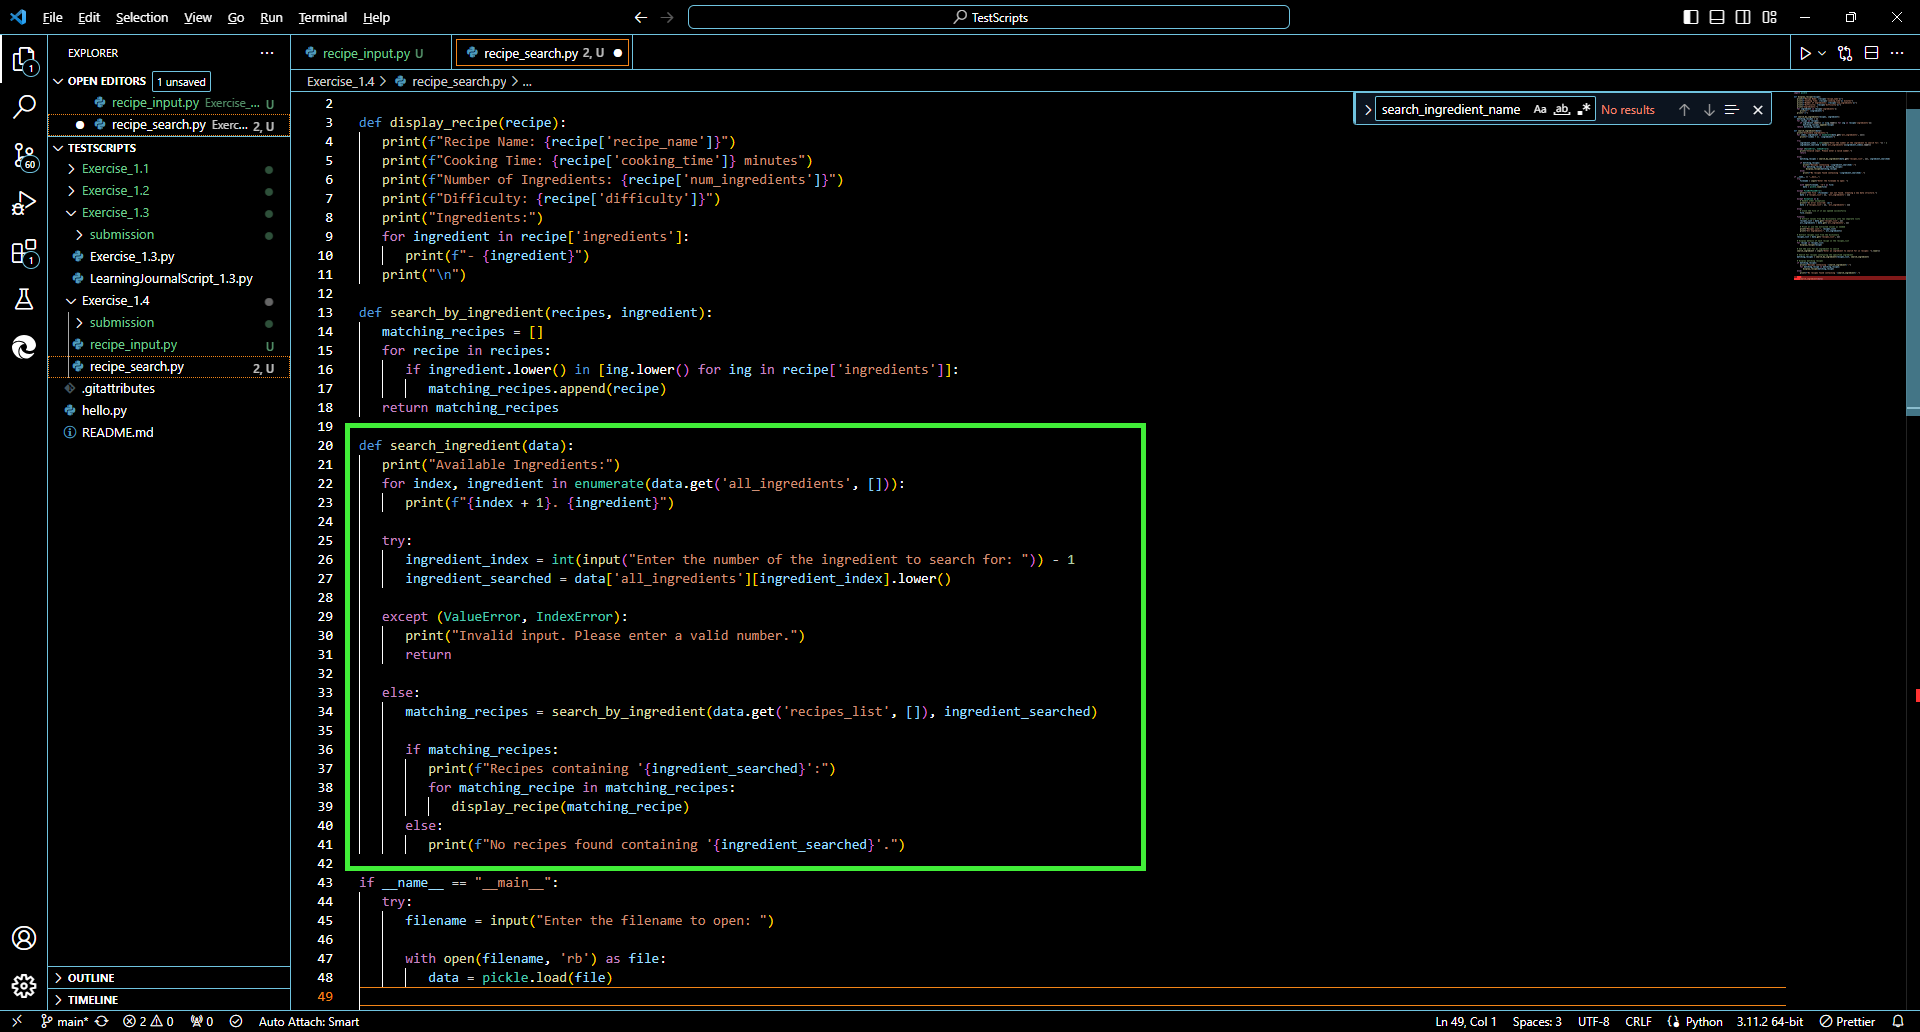 File Edit Selection View Go Run Terminal Help
TestScripts
EXPLORER
OPEN EDITORS 1 unsaved
recipe_input.py Exercise_... U
recipe_search.py Exerc... 2, U
TESTSCRIPTS
Exercise_1.1
Exercise_1.2
Exercise_1.3
submission
Exercise_1.3.py
LearningJournalScript_1.3.py
Exercise_1.4
submission
recipe_input.py U
recipe_search.py 2, U
.gitattributes
hello.py
README.md
OUTLINE
TIMELINE
recipe_input.py U
recipe_search.py 2, U
Exercise_1.4 > recipe_search.py > ...
search_ingredient_name Aa ab .* No results
2
3 def display_recipe(recipe):
4 print(f"Recipe Name: {recipe['recipe_name']}")
5 print(f"Cooking Time: {recipe['cooking_time']} minutes")
6 print(f"Number of Ingredients: {recipe['num_ingredients']}")
7 print(f"Difficulty: {recipe['difficulty']}")
8 print("Ingredients:")
9 for ingredient in recipe['ingredients']:
10 print(f"- {ingredient}")
11 print("\n")
12
13 def search_by_ingredient(recipes, ingredient):
14 matching_recipes = []
15 for recipe in recipes:
16 if ingredient.lower() in [ing.lower() for ing in recipe['ingredients']]:
17 matching_recipes.append(recipe)
18 return matching_recipes
19
20 def search_ingredient(data):
21 print("Available Ingredients:")
22 for index, ingredient in enumerate(data.get('all_ingredients', [])):
23 print(f"{index + 1}. {ingredient}")
24
25 try:
26 ingredient_index = int(input("Enter the number of the ingredient to search for: ")) - 1
27 ingredient_searched = data['all_ingredients'][ingredient_index].lower()
28
29 except (ValueError, IndexError):
30 print("Invalid input. Please enter a valid number.")
31 return
32
33 else:
34 matching_recipes = search_by_ingredient(data.get('recipes_list', []), ingredient_searched)
35
36 if matching_recipes:
37 print(f"Recipes containing '{ingredient_searched}':")
38 for matching_recipe in matching_recipes:
39 display_recipe(matching_recipe)
40 else:
41 print(f"No recipes found containing '{ingredient_searched}'.")
42
43 if __name__ == "__main__":
44 try:
45 filename = input("Enter the filename to open: ")
46
47 with open(filename, 'rb') as file:
48 data = pickle.load(file)
49
1
60
1
main* 2 0 0 Auto Attach: Smart
Ln 49, Col 1 Spaces: 3 UTF-8 CRLF Python 3.11.2 64-bit Prettier